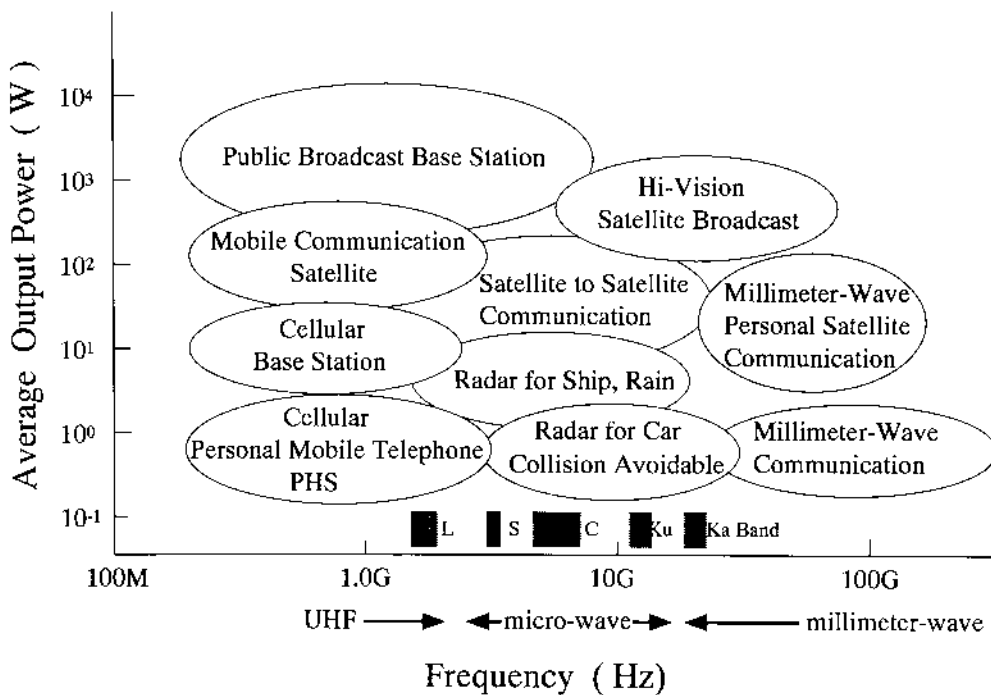 Average Output Power ( W )
10⁴
10³
10²
10¹
10⁰
10⁻¹
Public Broadcast Base Station
Hi-Vision
Satellite Broadcast
Mobile Communication
Satellite
Satellite to Satellite
Communication
Millimeter-Wave
Personal Satellite
Communication
Cellular
Base Station
Radar for Ship, Rain
Cellular
Personal Mobile Telephone
PHS
Radar for Car
Collision Avoidable
Millimeter-Wave
Communication
L
S
C
Ku
Ka Band
100M
1.0G
10G
100G
UHF
micro-wave
millimeter-wave
Frequency ( Hz )